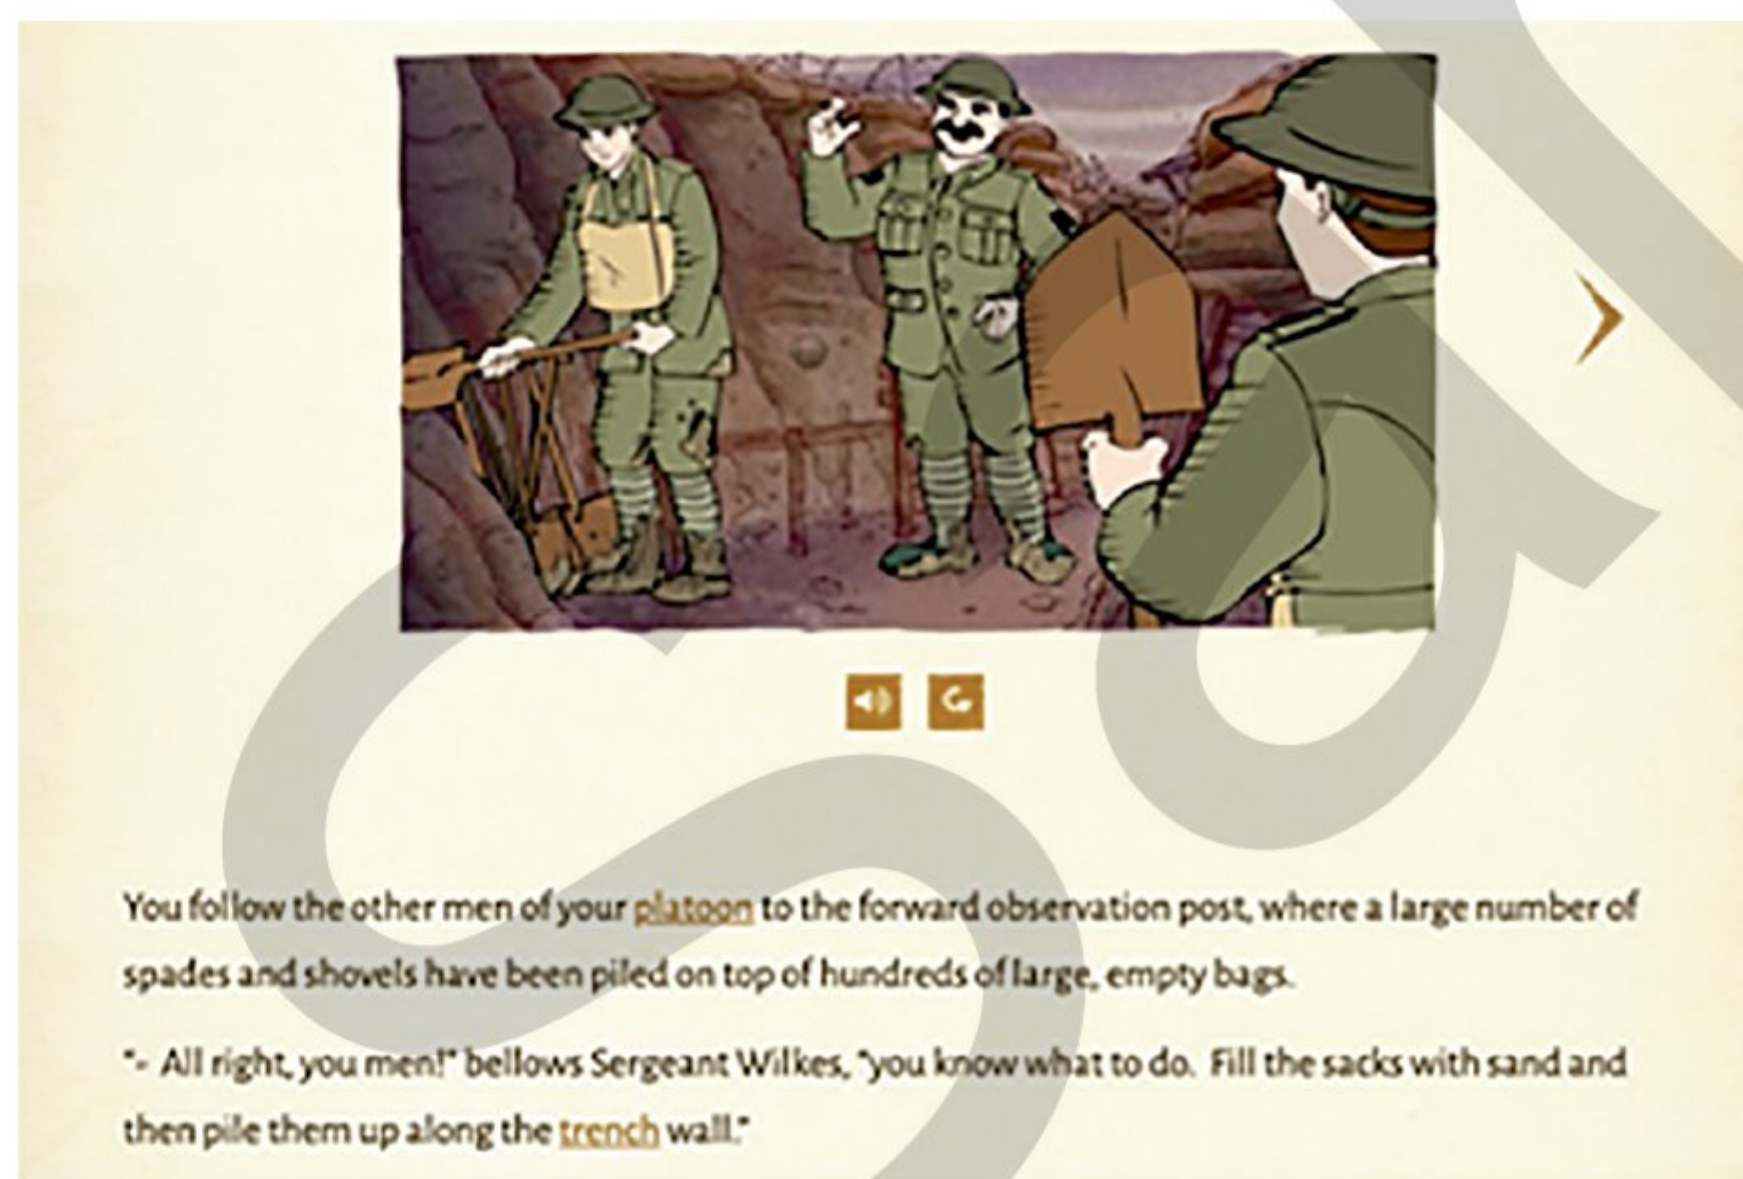 You follow the other men of your platoon to the forward observation post, where a large number of
spades and shovels have been piled on top of hundreds of large, empty bags.
"- All right, you men!" bellows Sergeant Wilkes, "you know what to do. Fill the sacks with sand and
then pile them up along the trench wall."